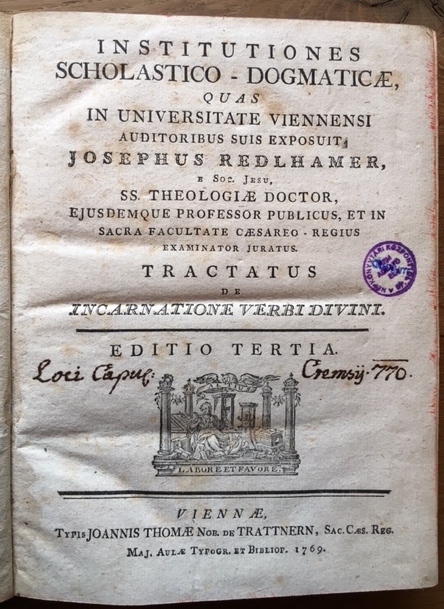 INSTITUTIONES
SCHOLASTICO - DOGMATICÆ,
QUAS
IN UNIVERSITATE VIENNENSI
AUDITORIBUS SUIS EXPOSUIT
JOSEPHUS REDLHAMER,
E SOC. JESU,
SS. THEOLOGIÆ DOCTOR,
EJUSDEMQUE PROFESSOR PUBLICUS, ET IN
SACRA FACULTATE CÆSAREO - REGIUS
EXAMINATOR JURATUS.
TRACTATUS
DE
INCARNATIONE VERBI DIVINI.
EDITIO TERTIA.
Loci Capuc: Cremsij. 770.
LABORE ET FAVORE.
VIENNÆ,
TYPIS JOANNIS THOMÆ NOB. DE TRATTNERN, SAC. CÆS. REG.
MAJ. AULÆ TYPOGR. ET BIBLIOP. 1769.